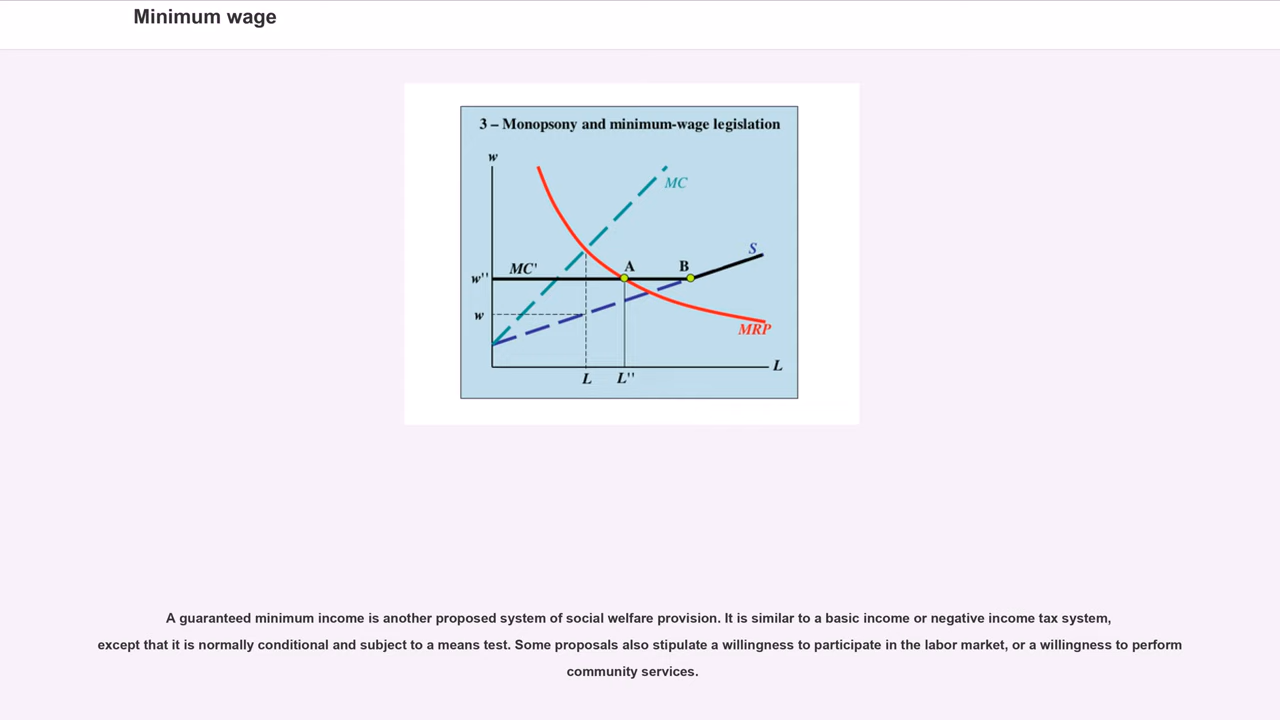 Minimum wage
3 – Monopsony and minimum-wage legislation
w
MC
S
MC'
A
B
w''
w
MRP
L
L
L''
A guaranteed minimum income is another proposed system of social welfare provision. It is similar to a basic income or negative income tax system,
except that it is normally conditional and subject to a means test. Some proposals also stipulate a willingness to participate in the labor market, or a willingness to perform
community services.